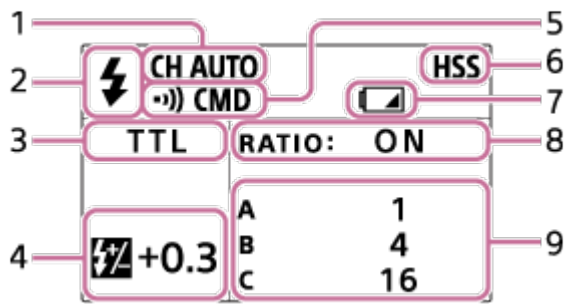 1 5
CH AUTO HSS 6
2 •))) CMD 7
3 TTL RATIO: ON 8
A 1
4 +0.3 B 4 9
C 16